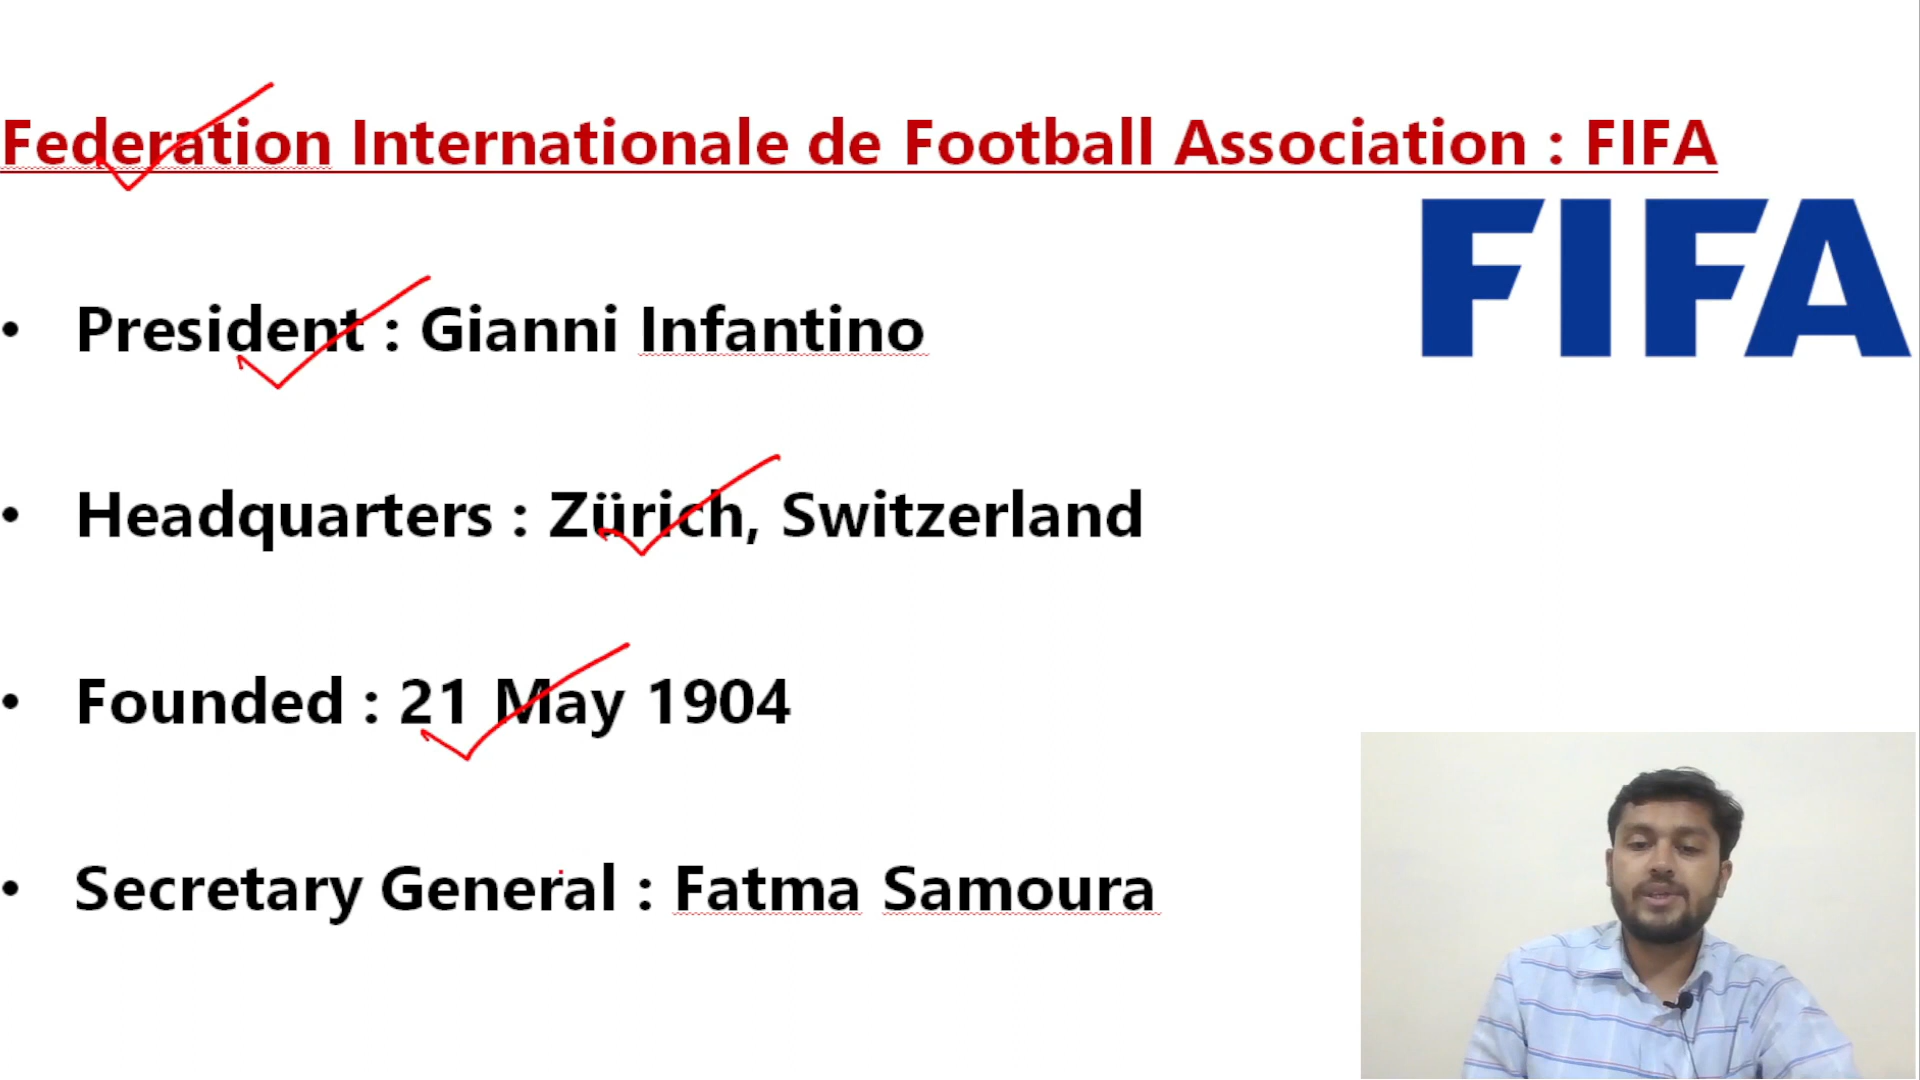 Federation Internationale de Football Association : FIFA
FIFA
• President : Gianni Infantino
• Headquarters : Zürich, Switzerland
• Founded : 21 May 1904
• Secretary General : Fatma Samoura